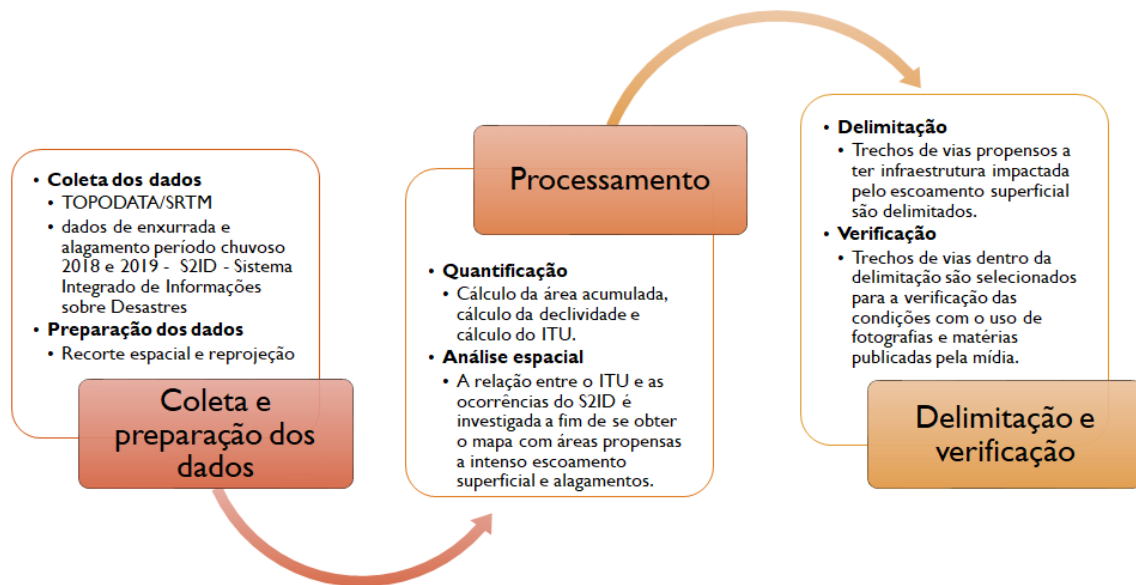 • Coleta dos dados
• TOPODATA/SRTM
• dados de enxurrada e
alagamento período chuvoso
2018 e 2019 - S2ID - Sistema
Integrado de Informações
sobre Desastres
• Preparação dos dados
• Recorte espacial e reprojeção
Coleta e
preparação dos
dados
Processamento
• Quantificação
• Cálculo da área acumulada,
cálculo da declividade e
cálculo do ITU.
• Análise espacial
• A relação entre o ITU e as
ocorrências do S2ID é
investigada a fim de se obter
o mapa com áreas propensas
a intenso escoamento
superficial e alagamentos.
• Delimitação
• Trechos de vias propensos a
ter infraestrutura impactada
pelo escoamento superficial
são delimitados.
• Verificação
• Trechos de vias dentro da
delimitação são selecionados
para a verificação das
condições com o uso de
fotografias e matérias
publicadas pela mídia.
Delimitação e
verificação